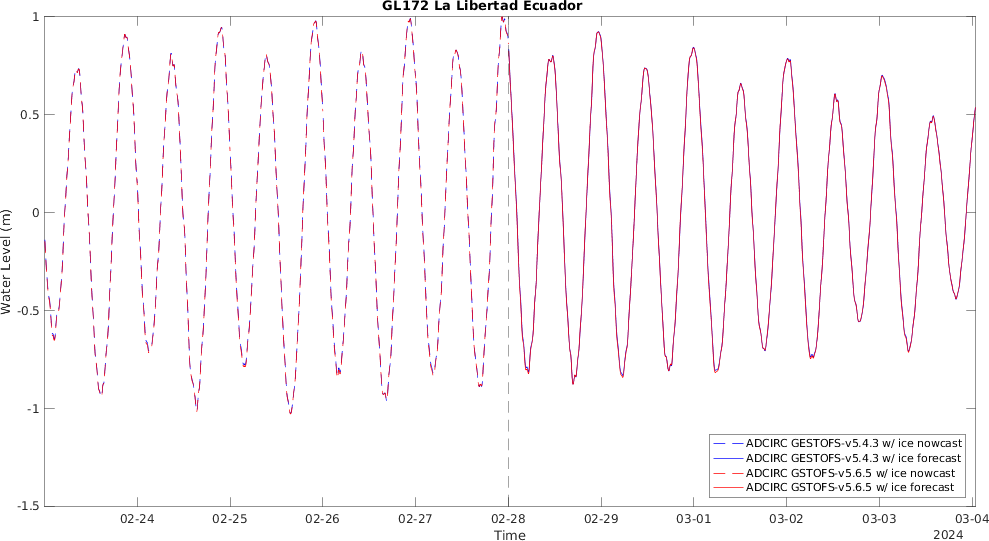 GL172 La Libertad Ecuador
1
0.5
0
-0.5
-1
-1.5
Water Level (m)
ADCIRC GESTOFS-v5.4.3 w/ ice nowcast
ADCIRC GESTOFS-v5.4.3 w/ ice forecast
ADCIRC GSTOFS-v5.6.5 w/ ice nowcast
ADCIRC GSTOFS-v5.6.5 w/ ice forecast
02-24 02-25 02-26 02-27 02-28 02-29 03-01 03-02 03-03 03-04
Time 2024